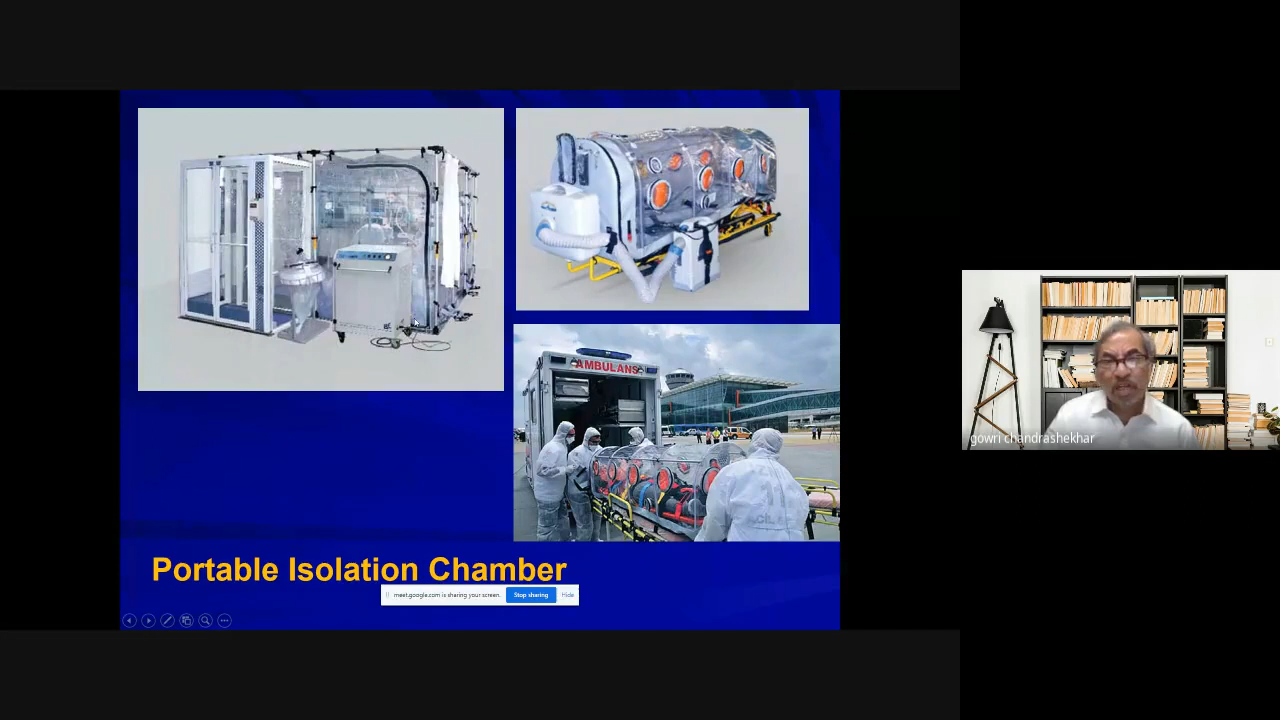 AMBULANS
Portable Isolation Chamber
meet.google.com is sharing your screen.
Stop sharing
Hide
gowri chandrashekhar